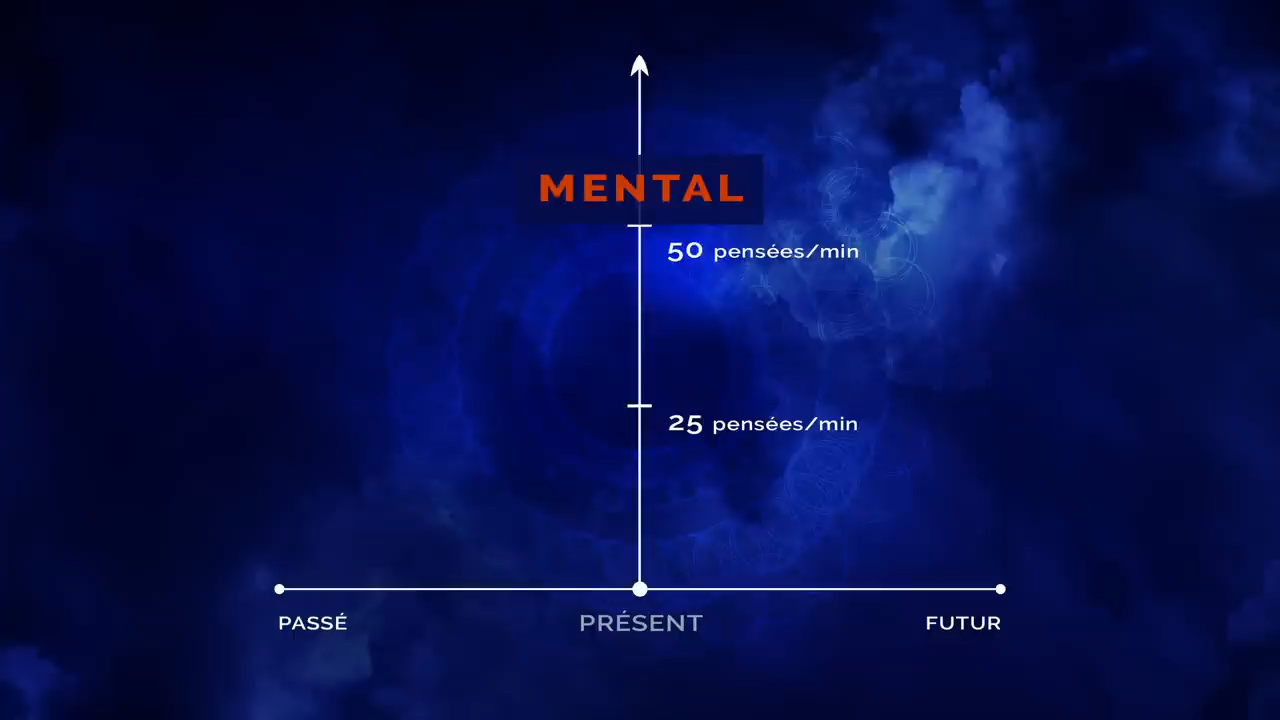 MENTAL
50 pensées/min
25 pensées/min
PASSÉ
PRÉSENT
FUTUR